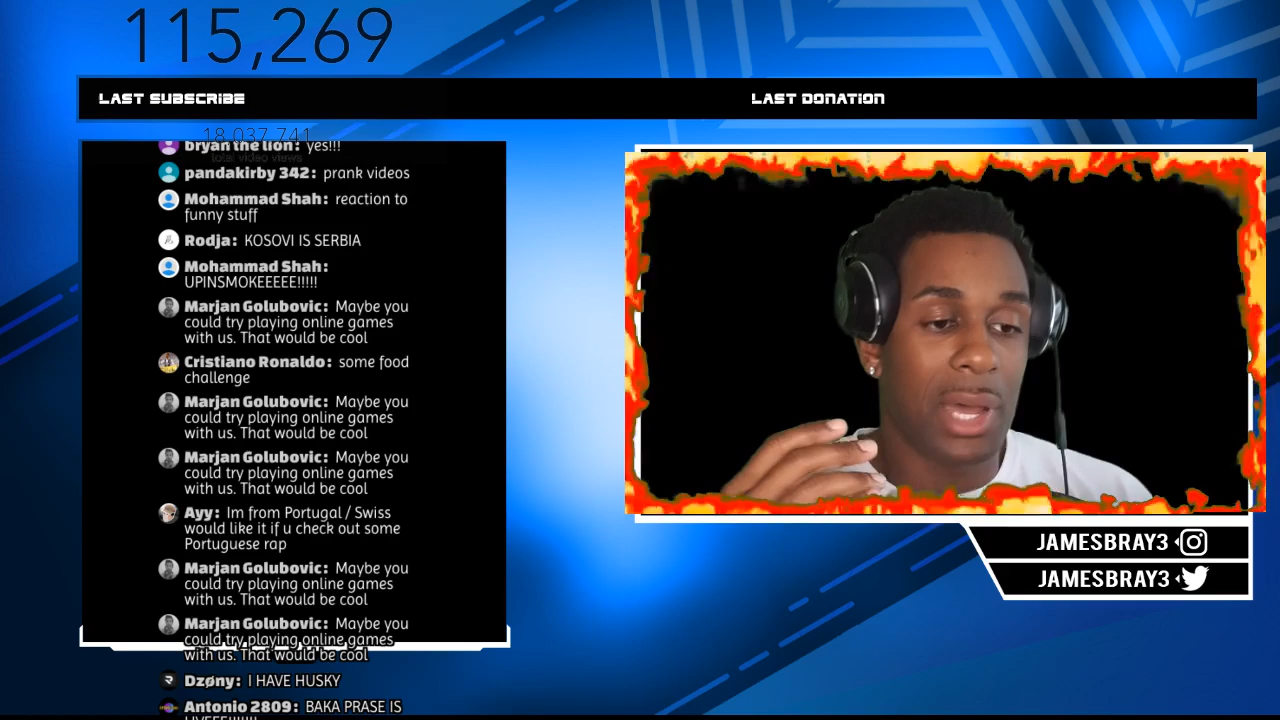 115,269
LAST SUBSCRIBE
LAST DONATION
18,037,741
total video views
bryan the lion: yes!!!
pandakirby 342: prank videos
Mohammad Shah: reaction to
funny stuff
Rodja: KOSOVI IS SERBIA
Mohammad Shah:
UPINSMOKEEEEE!!!!!
Marjan Golubovic: Maybe you
could try playing online games
with us. That would be cool
Cristiano Ronaldo: some food
challenge
Marjan Golubovic: Maybe you
could try playing online games
with us. That would be cool
Marjan Golubovic: Maybe you
could try playing online games
with us. That would be cool
Ayy: Im from Portugal / Swiss
would like it if u check out some
Portuguese rap
Marjan Golubovic: Maybe you
could try playing online games
with us. That would be cool
Marjan Golubovic: Maybe you
could try playing online games
with us. That would be cool
Dzøny: I HAVE HUSKY
Antonio 2809: BAKA PRASE IS
JAMESBRAY3
JAMESBRAY3